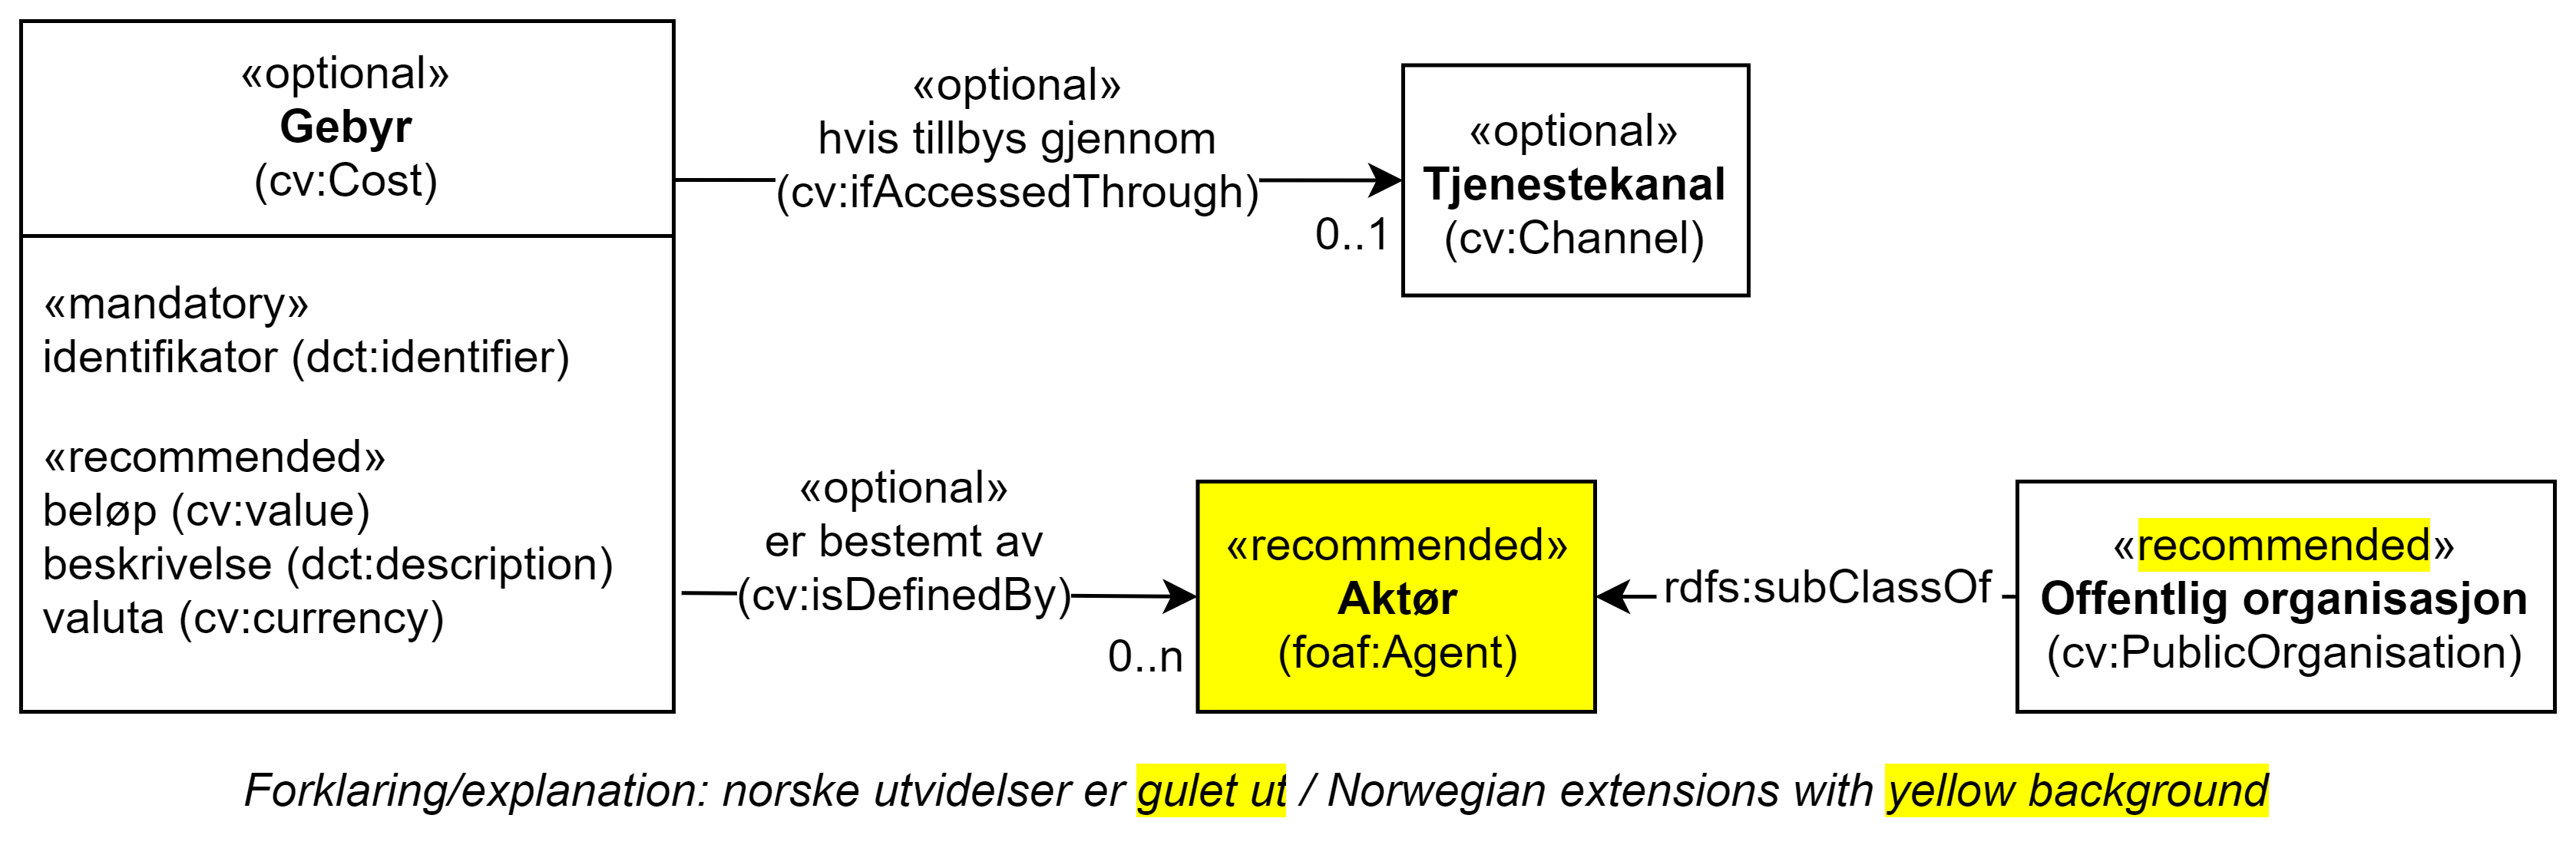 «optional»
Gebyr
(cv:Cost)
«mandatory»
identifikator (dct:identifier)
«recommended»
beløp (cv:value)
beskrivelse (dct:description)
valuta (cv:currency)
«optional»
hvis tillbys gjennom
(cv:ifAccessedThrough)
0..1
«optional»
Tjenestekanal
(cv:Channel)
«optional»
er bestemt av
(cv:isDefinedBy)
0..n
«recommended»
Aktør
(foaf:Agent)
rdfs:subClassOf
«recommended»
Offentlig organisasjon
(cv:PublicOrganisation)
Forklaring/explanation: norske utvidelser er gulet ut / Norwegian extensions with yellow background